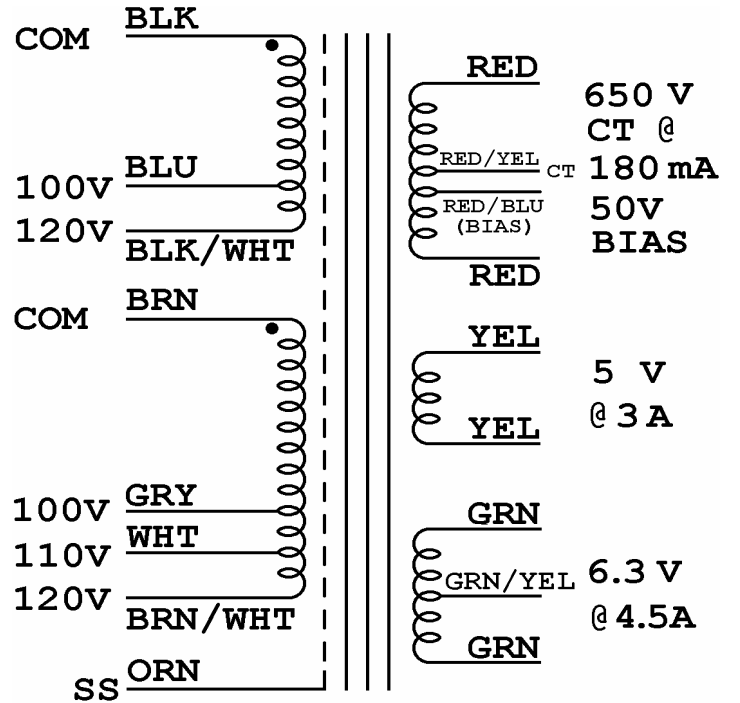 BLK
COM
BLU
100V
120V
BLK/WHT
BRN
COM
GRY
100V
WHT
110V
120V
BRN/WHT
ORN
SS
RED
650 V
CT @
RED/YEL CT 180 mA
RED/BLU 50V
(BIAS) BIAS
RED
YEL
5 V
@ 3 A
YEL
GRN
GRN/YEL 6.3 V
@ 4.5A
GRN